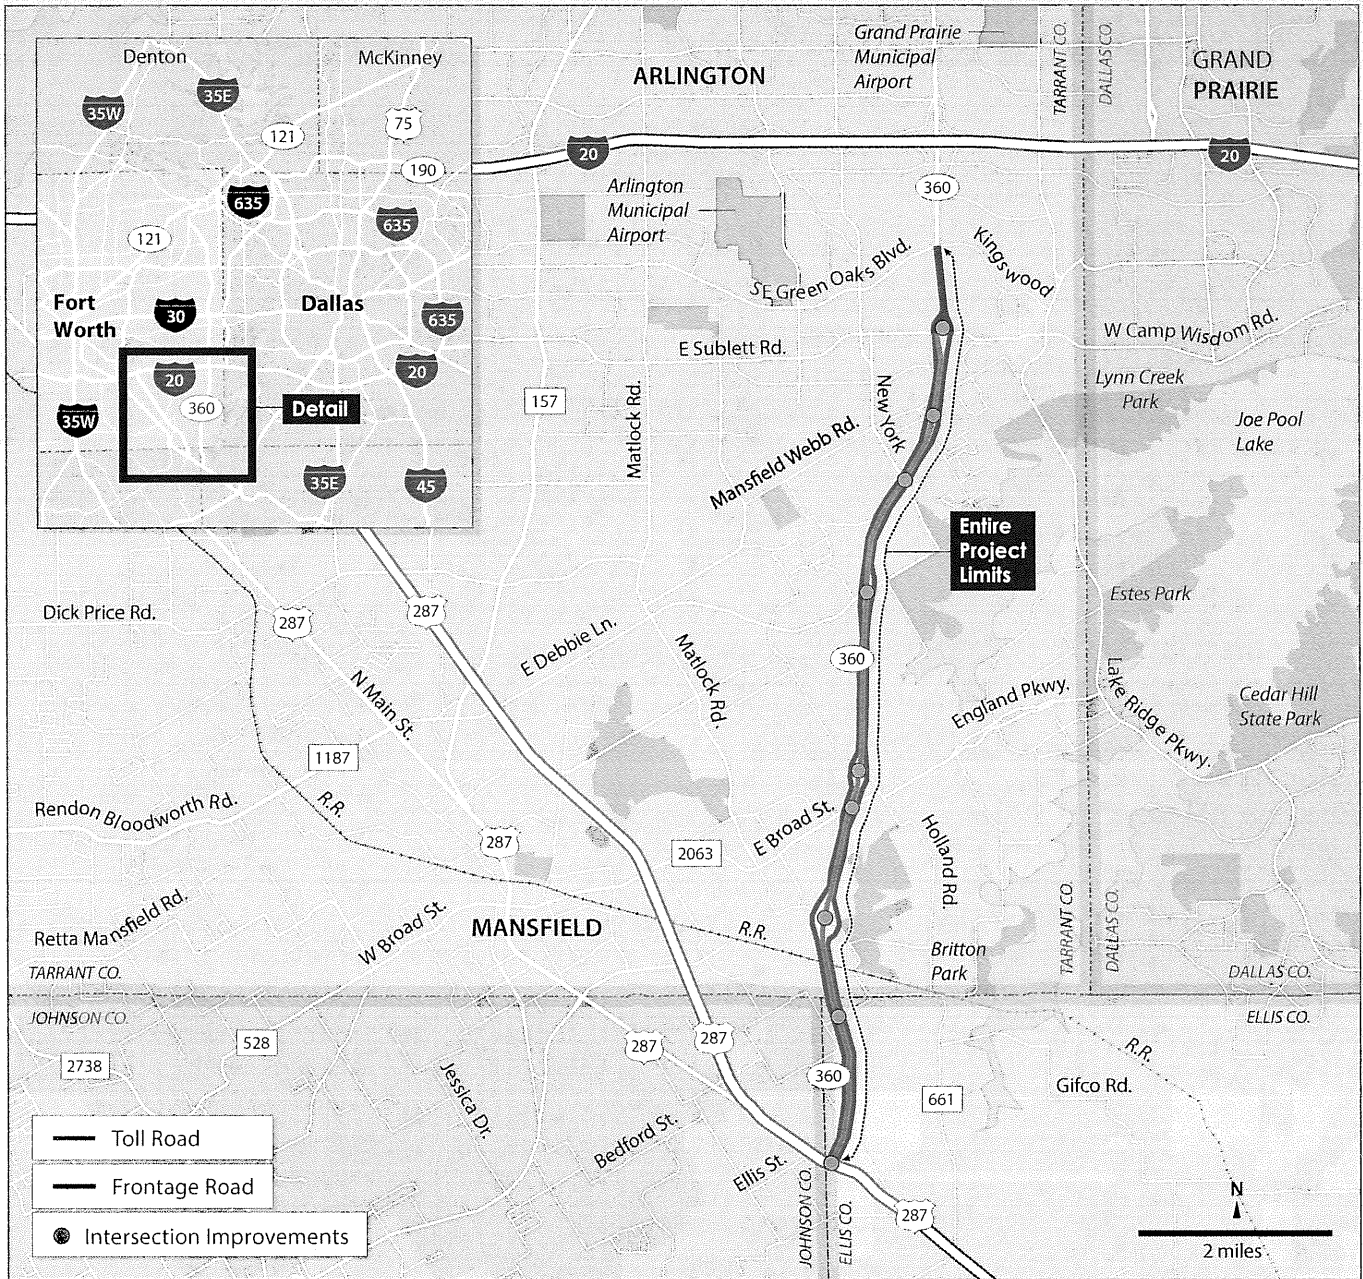 Denton
McKinney
35W
35E
121
75
190
635
635
121
Fort
Worth
30
Dallas
635
20
20
360
Detail
35W
35E
45
ARLINGTON
Grand Prairie
Municipal
Airport
TARRANT CO.
DALLAS CO.
GRAND
PRAIRIE
20
20
Arlington
Municipal
Airport
360
SE Green Oaks Blvd.
Kingswood
E Sublett Rd.
W Camp Wisdom Rd.
157
Matlock Rd.
New York
Lynn Creek
Park
Joe Pool
Lake
Mansfield Webb Rd.
Entire
Project
Limits
Dick Price Rd.
287
287
E Debbie Ln.
Estes Park
360
Matlock Rd.
N Main St.
England Pkwy.
Lake Ridge Pkwy.
Cedar Hill
State Park
1187
Rendon Bloodworth Rd.
R.R.
287
2063
E Broad St.
Holland Rd.
Retta Mansfield Rd.
W Broad St.
MANSFIELD
R.R.
Britton
Park
TARRANT CO.
DALLAS CO.
TARRANT CO.
DALLAS CO.
JOHNSON CO.
ELLIS CO.
2738
528
287
287
R.R.
360
661
Gifco Rd.
Jessica Dr.
Bedford St.
Ellis St.
JOHNSON CO.
ELLIS CO.
287
Toll Road
Frontage Road
Intersection Improvements
N
2 miles